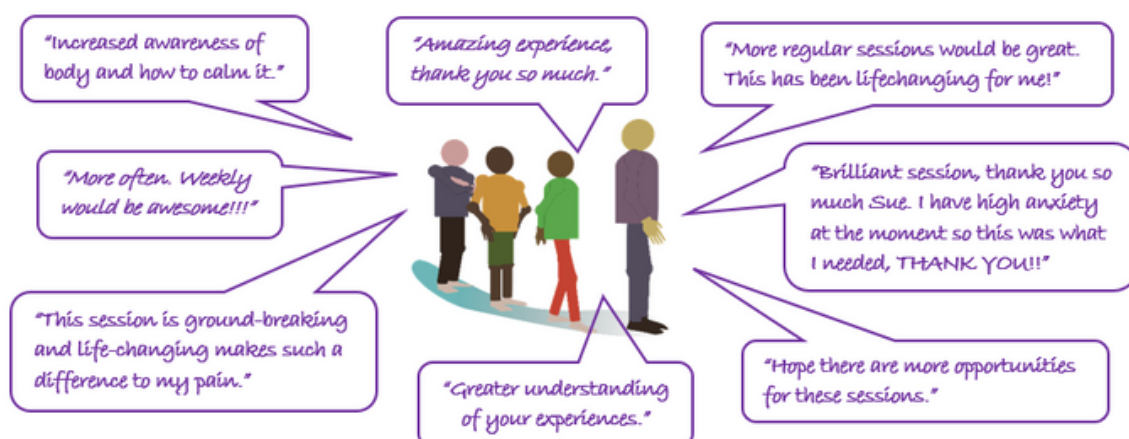 "Increased awareness of
body and how to calm it."
"Amazing experience,
thank you so much."
"More regular sessions would be great.
This has been lifechanging for me!"
"More often. Weekly
would be awesome!!!"
"Brilliant session, thank you so
much Sue. I have high anxiety
at the moment so this was what
I needed, THANK YOU!!"
"This session is ground-breaking
and life-changing makes such a
difference to my pain."
"Greater understanding
of your experiences."
"Hope there are more opportunities
for these sessions."